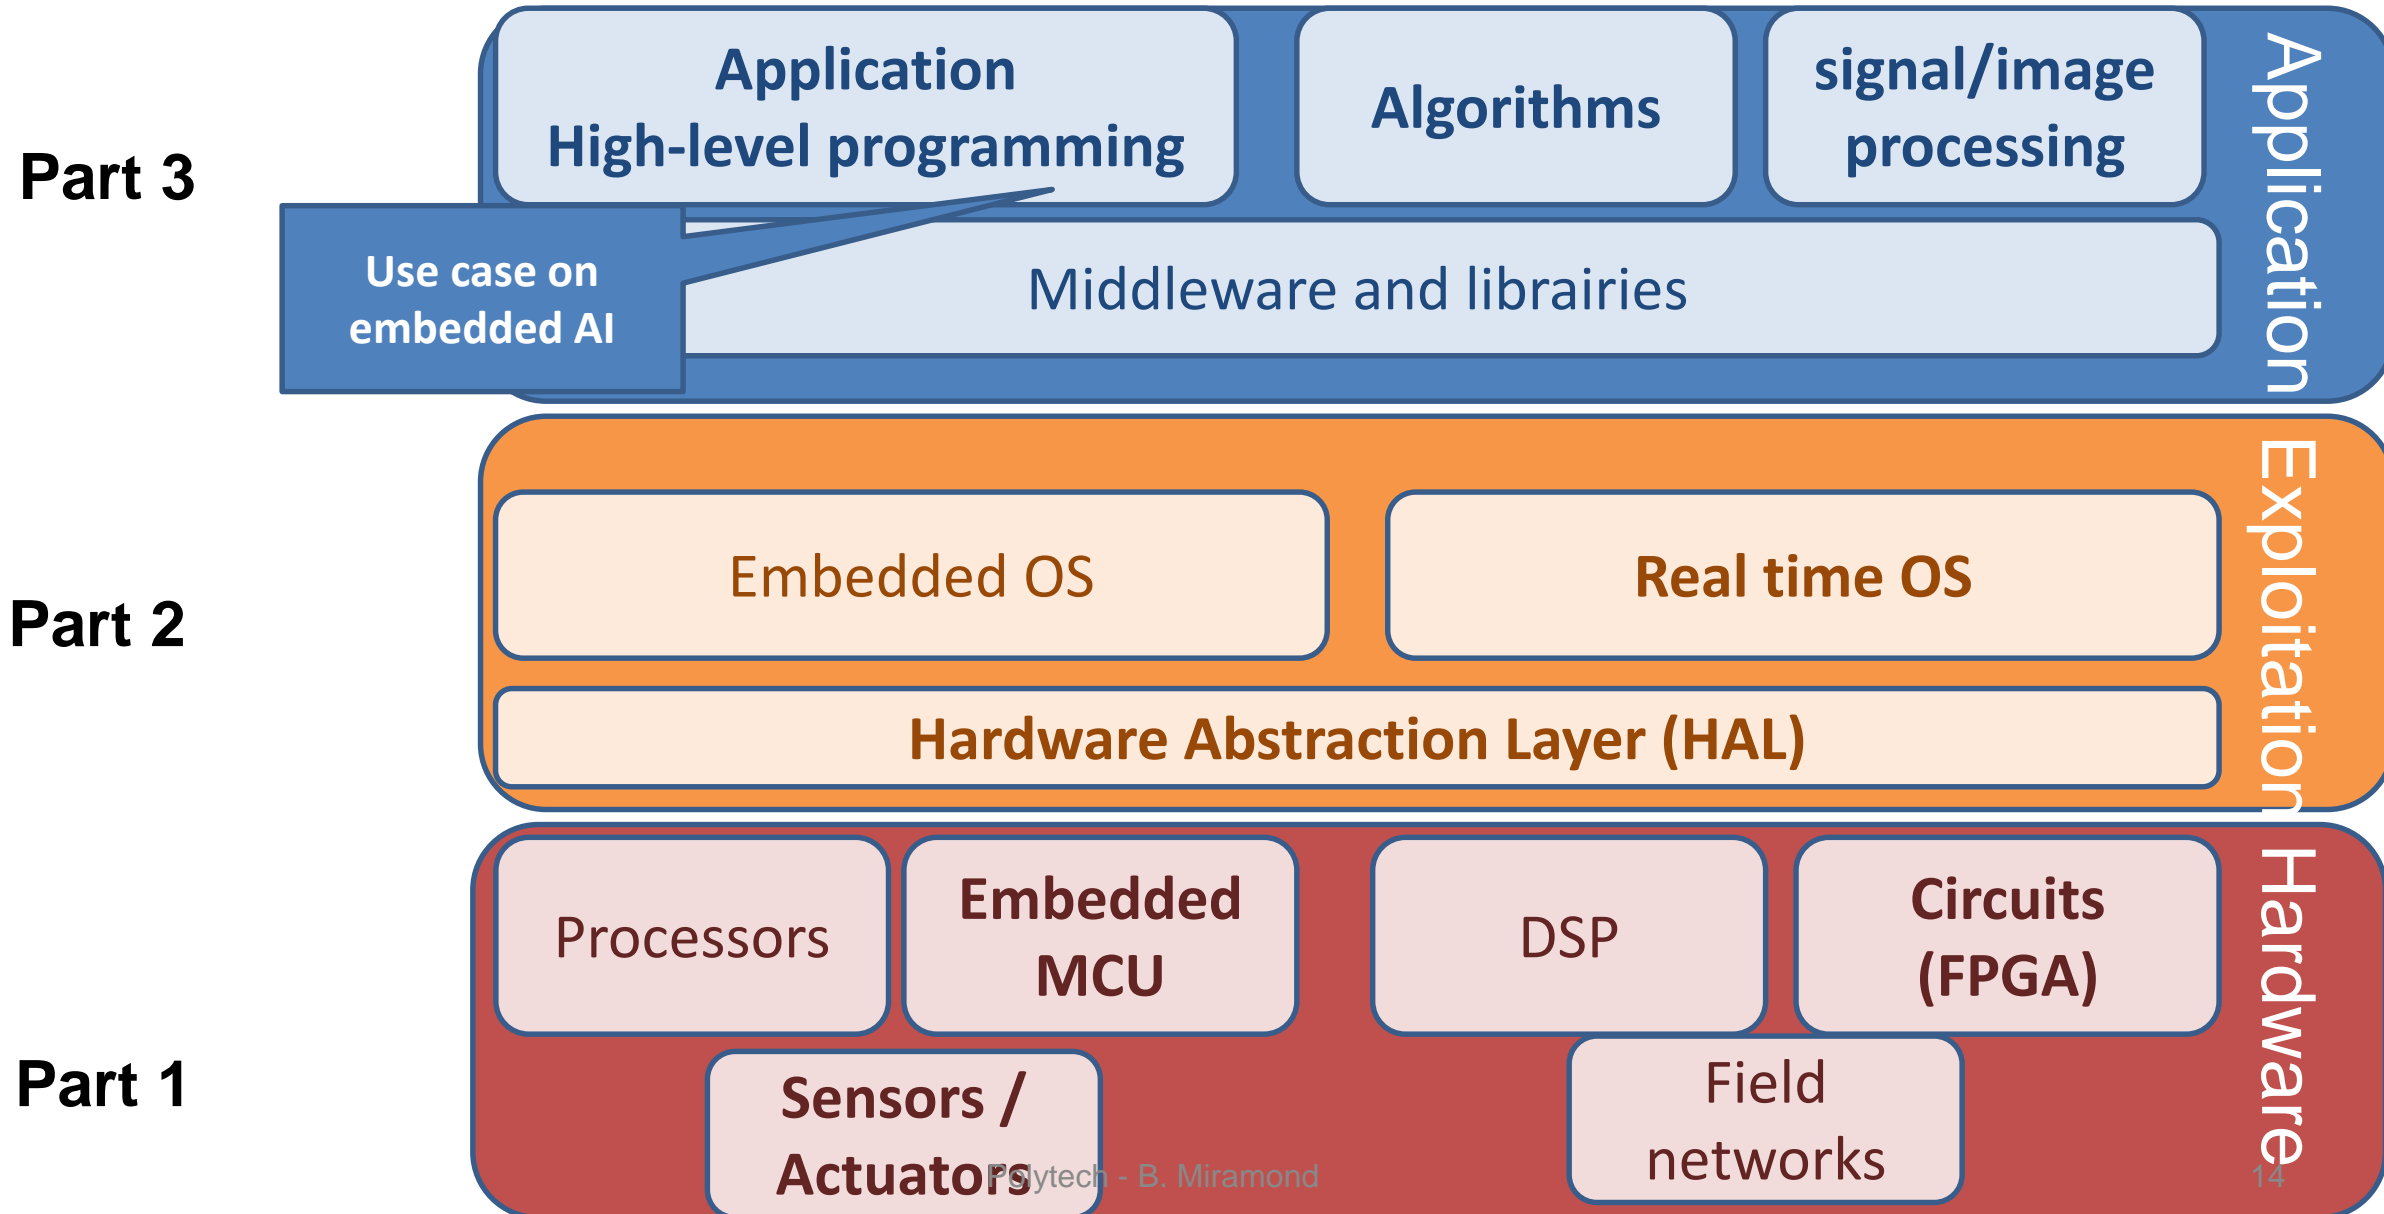 Application
High-level programming
Algorithms
signal/image
processing
Application
Part 3
Use case on
embedded AI
Middleware and librairies
Exploitation
Embedded OS
Real time OS
Part 2
Hardware Abstraction Layer (HAL)
Hardware
Processors
Embedded
MCU
DSP
Circuits
(FPGA)
Part 1
Sensors /
Actuators
Field
networks
Polytech - B. Miramond
14